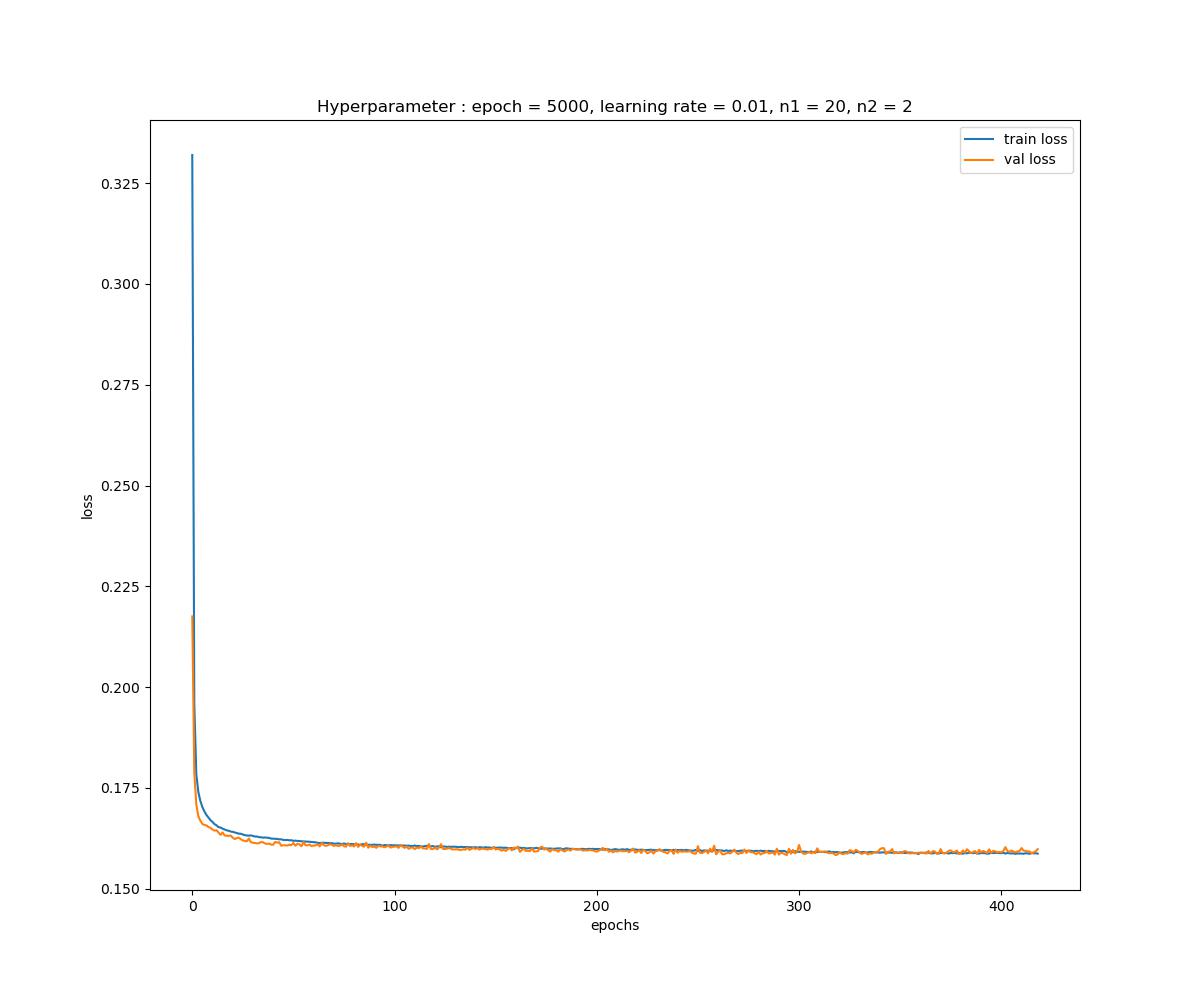 Hyperparameter : epoch = 5000, learning rate = 0.01, n1 = 20, n2 = 2
train loss
val loss
0.325
0.300
0.275
0.250
0.225
0.200
0.175
0.150
loss
0
100
200
300
400
epochs